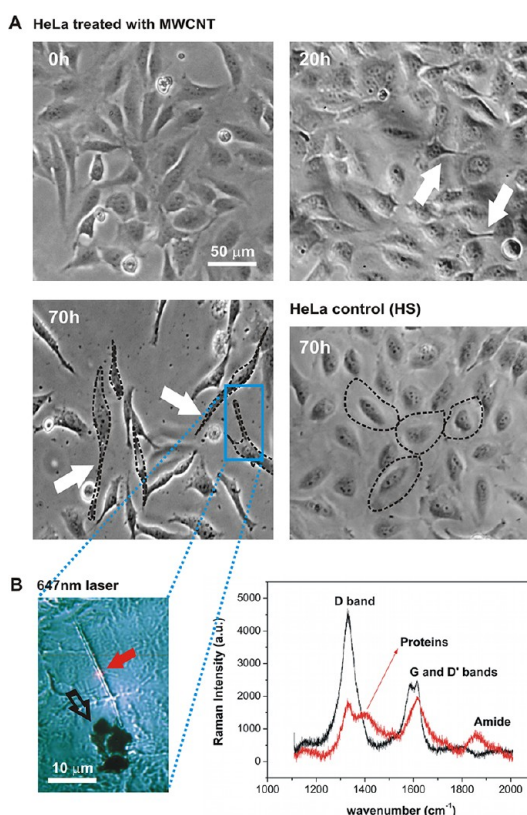 A HeLa treated with MWCNT
0h
50 µm
20h
70h
HeLa control (HS)
70h
B 647nm laser
10 µm
5000
4000
3000
2000
1000
0
Raman Intensity (a.u.)
D band
Proteins
G and D' bands
Amide
1000 1200 1400 1600 1800 2000
wavenumber (cm⁻¹)